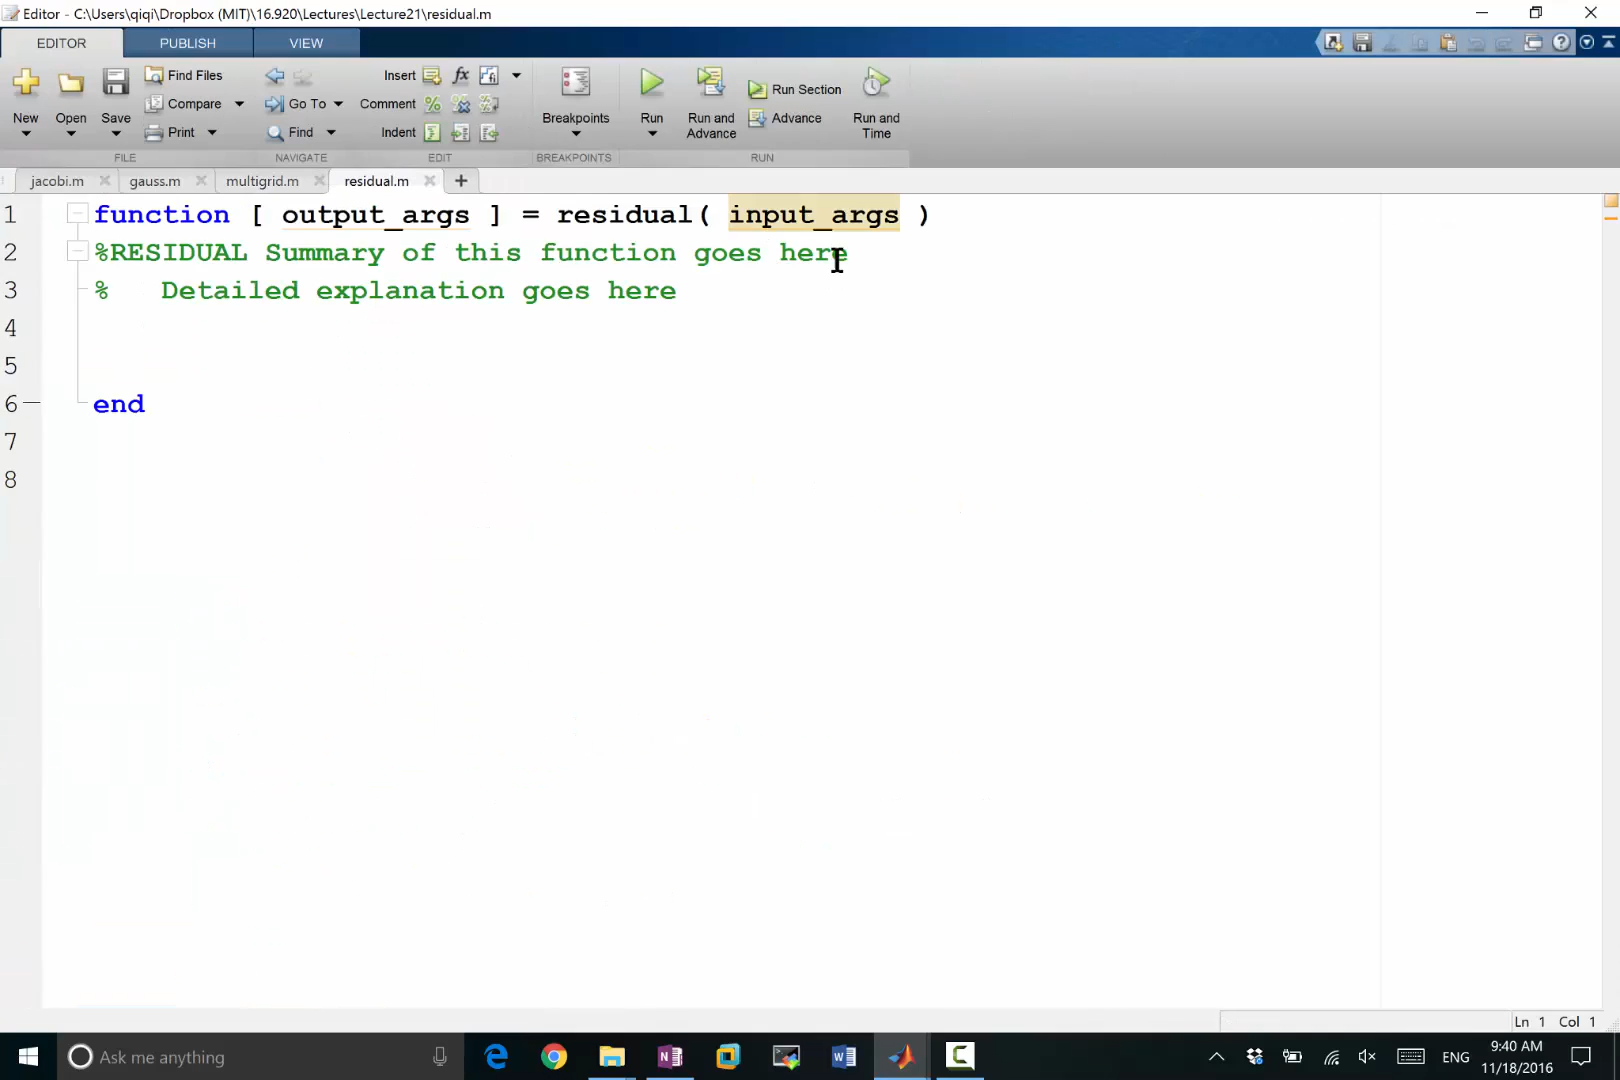 Editor - C:\Users\qiqi\Dropbox (MIT)\16.920\Lectures\Lecture21\residual.m
EDITOR PUBLISH VIEW
New Open Save Find Files Compare Print
FILE
Go To Find
NAVIGATE
Insert fx
Comment
Indent
EDIT
Breakpoints
BREAKPOINTS
Run Run and Advance Run Section Advance Run and Time
RUN
jacobi.m gauss.m multigrid.m residual.m
1 function [ output_args ] = residual( input_args )
2 %RESIDUAL Summary of this function goes here
3 %   Detailed explanation goes here
4
5
6 end
7
8
Ln 1 Col 1
Ask me anything
ENG
9:40 AM
11/18/2016